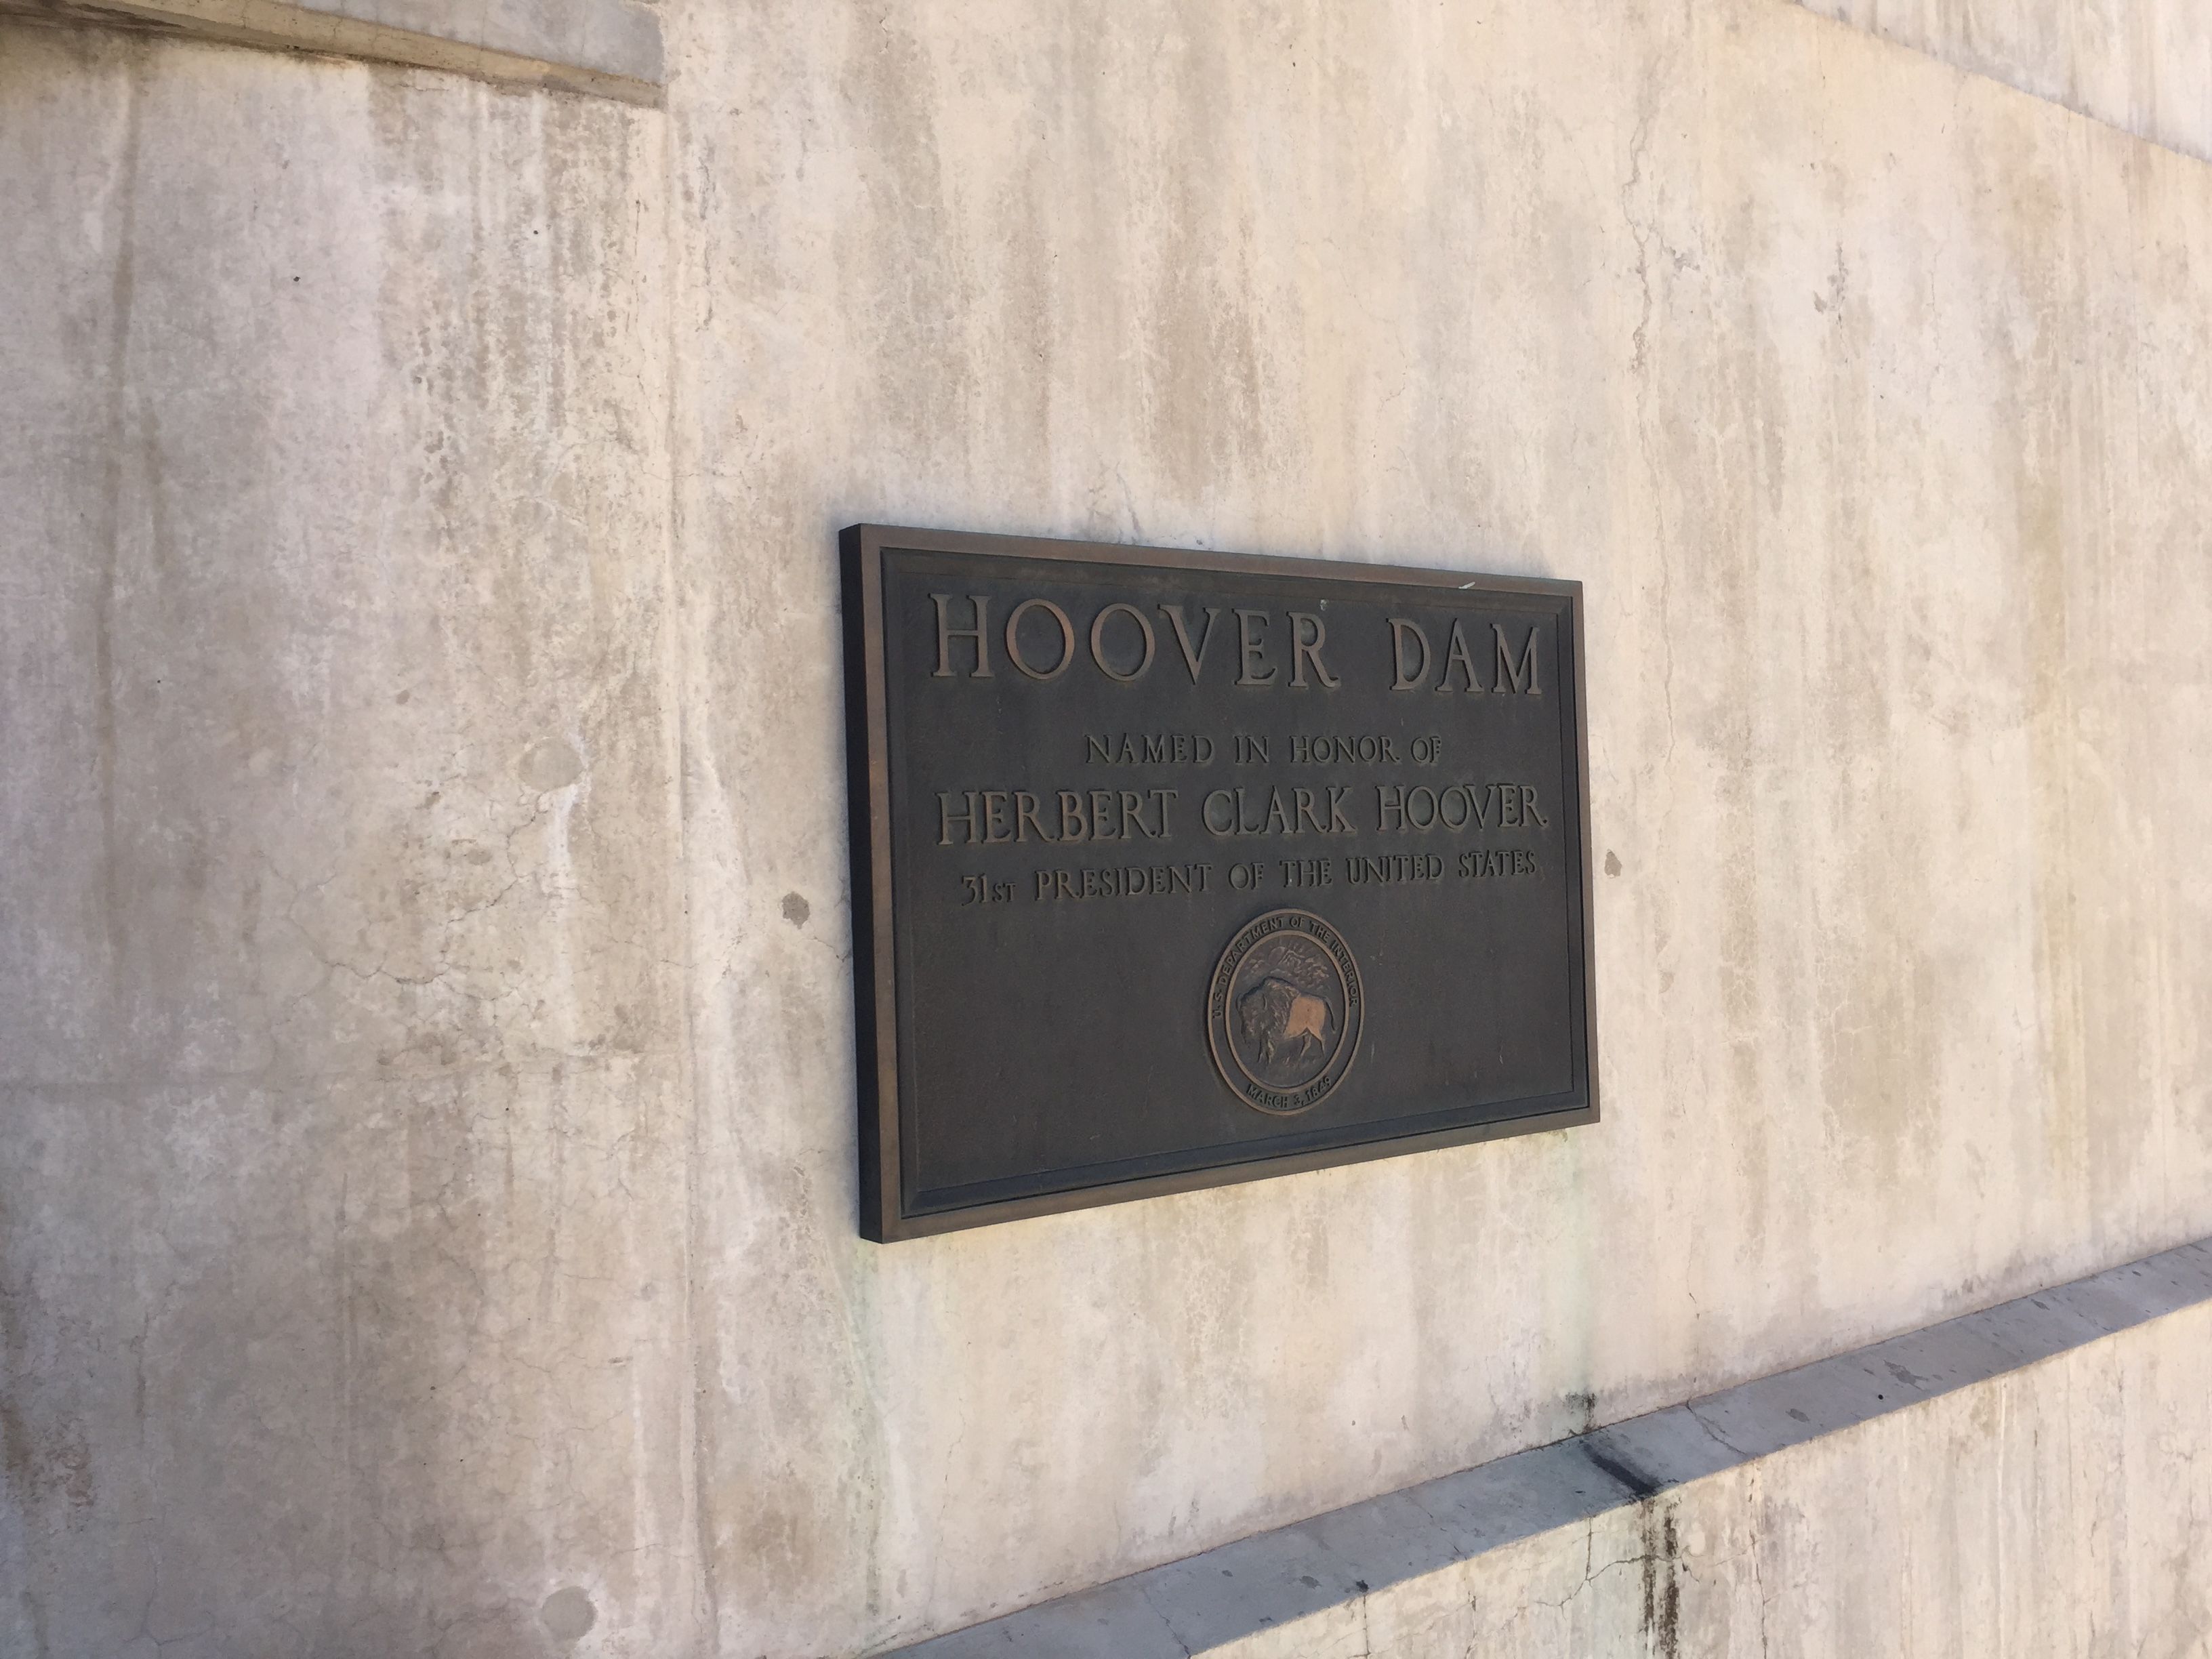 HOOVER DAM
NAMED IN HONOR OF
HERBERT CLARK HOOVER
31ST PRESIDENT OF THE UNITED STATES
U.S. DEPARTMENT OF THE INTERIOR
MARCH 3, 1849